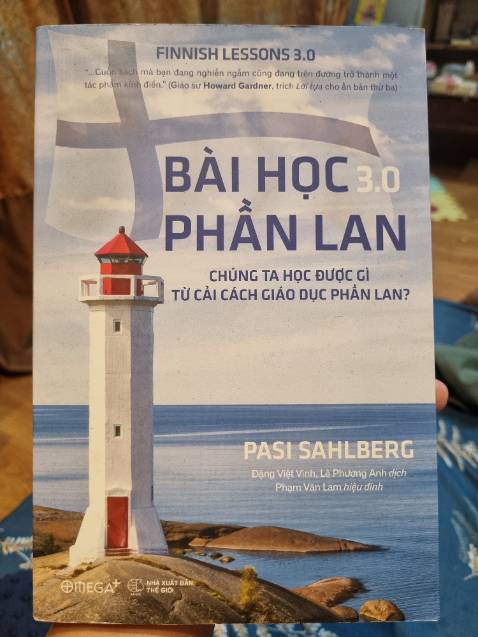 FINNISH LESSONS 3.0
"...Cuốn sách mà bạn đang nghiền ngẫm cũng đang trên đường trở thành một
tác phẩm kinh điển." (Giáo sư Howard Gardner, trích Lời tựa cho ấn bản thứ ba)
BÀI HỌC 3.0
PHẦN LAN
CHÚNG TA HỌC ĐƯỢC GÌ
TỪ CẢI CÁCH GIÁO DỤC PHẦN LAN?
PASI SAHLBERG
Đặng Việt Vinh, Lê Phương Anh dịch
Phạm Văn Lam hiệu đính
OMEGA+
NHÀ XUẤT BẢN
THẾ GIỚI